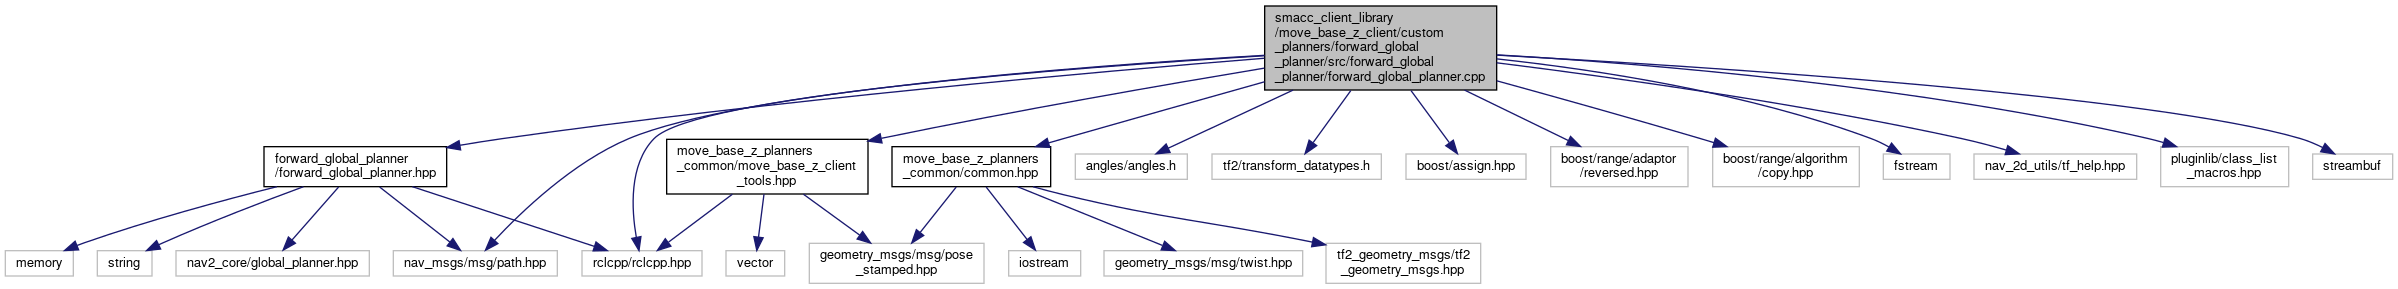 smacc_client_library
/move_base_z_client/custom
_planners/forward_global
_planner/src/forward_global
_planner/forward_global_planner.cpp
forward_global_planner
/forward_global_planner.hpp
move_base_z_planners
_common/move_base_z_client
_tools.hpp
move_base_z_planners
_common/common.hpp
angles/angles.h
tf2/transform_datatypes.h
boost/assign.hpp
boost/range/adaptor
/reversed.hpp
boost/range/algorithm
/copy.hpp
fstream
nav_2d_utils/tf_help.hpp
pluginlib/class_list
_macros.hpp
streambuf
memory
string
nav2_core/global_planner.hpp
nav_msgs/msg/path.hpp
rclcpp/rclcpp.hpp
vector
geometry_msgs/msg/pose
_stamped.hpp
iostream
geometry_msgs/msg/twist.hpp
tf2_geometry_msgs/tf2
_geometry_msgs.hpp